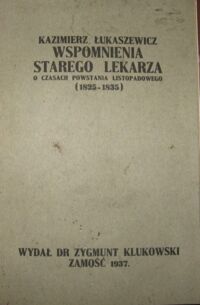 KAZIMIERZ ŁUKASZEWICZ
WSPOMNIENIA
STAREGO LEKARZA
O CZASACH POWSTANIA LISTOPADOWEGO
(1825-1835)
WYDAŁ DR ZYGMUNT KLUKOWSKI
ZAMOŚĆ 1937.